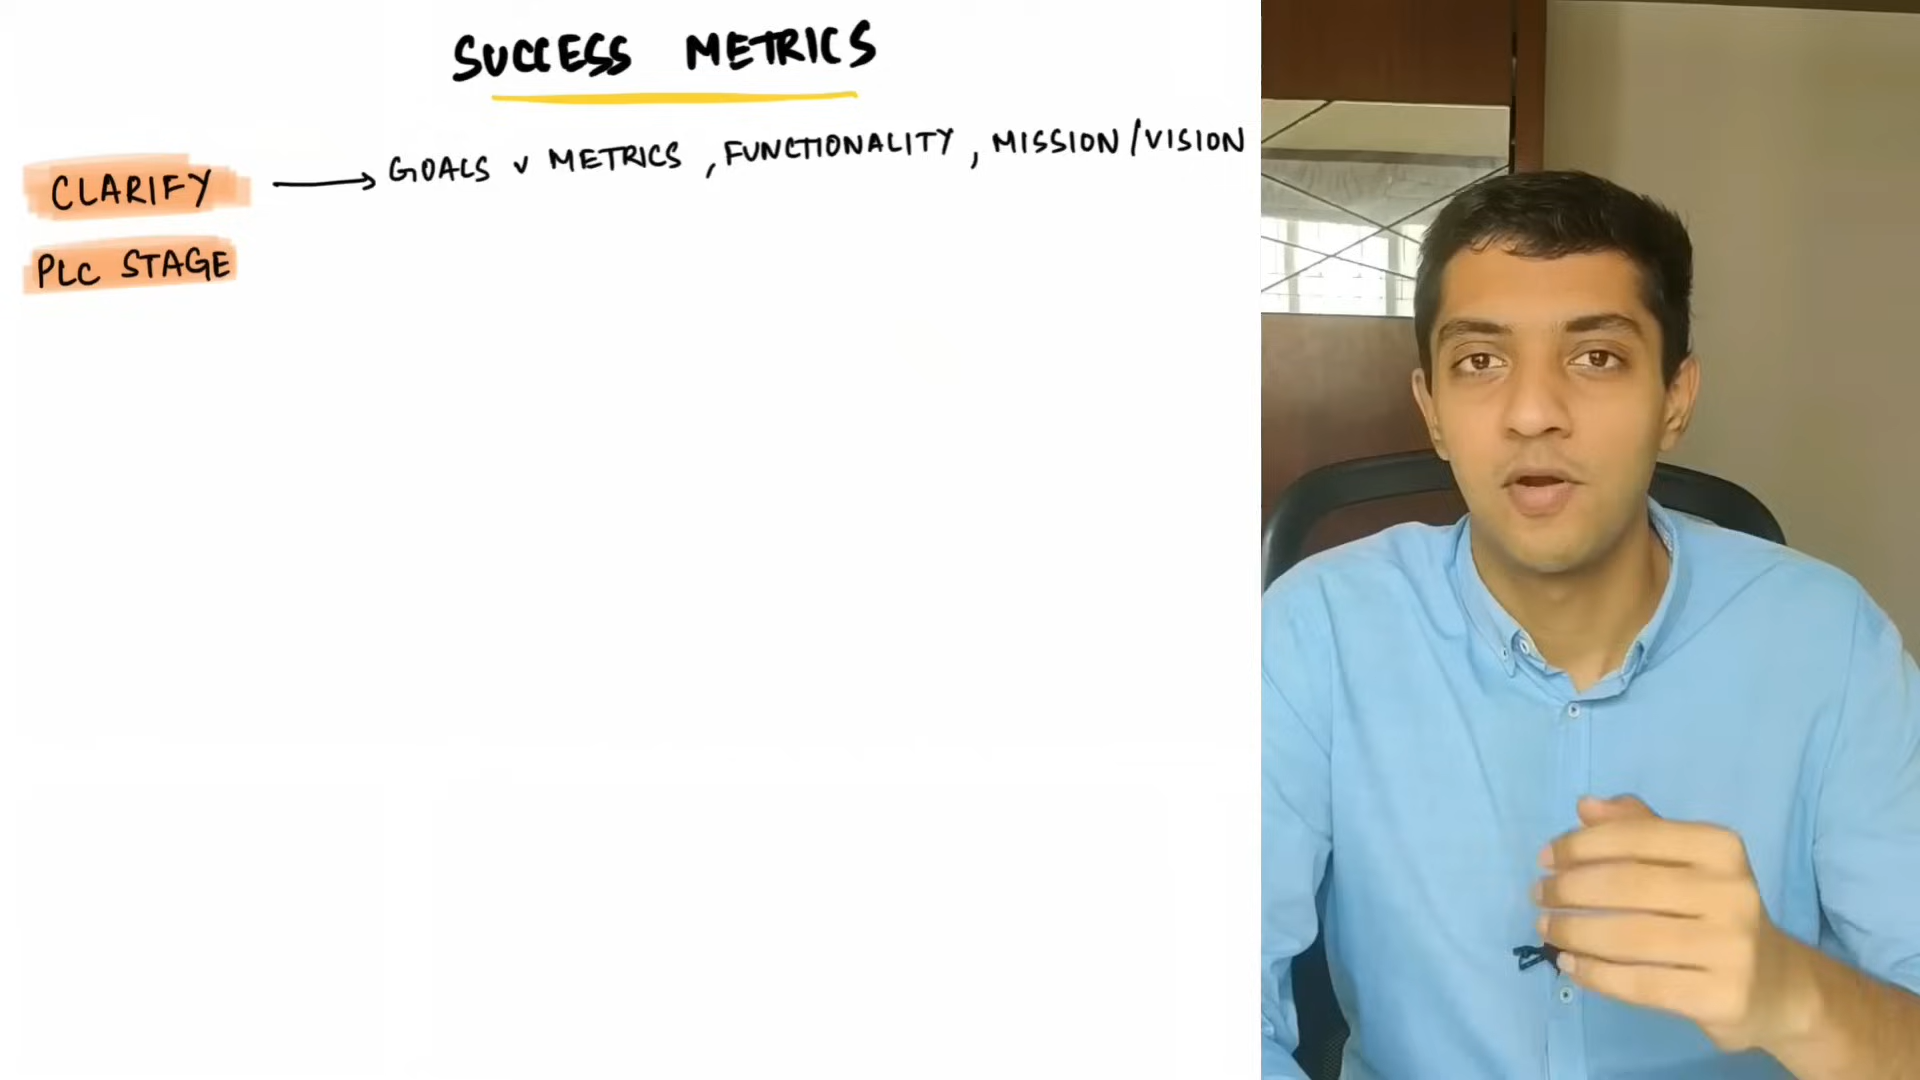 SUCCESS METRICS
CLARIFY → GOALS v METRICS, FUNCTIONALITY, MISSION/VISION
PLC STAGE